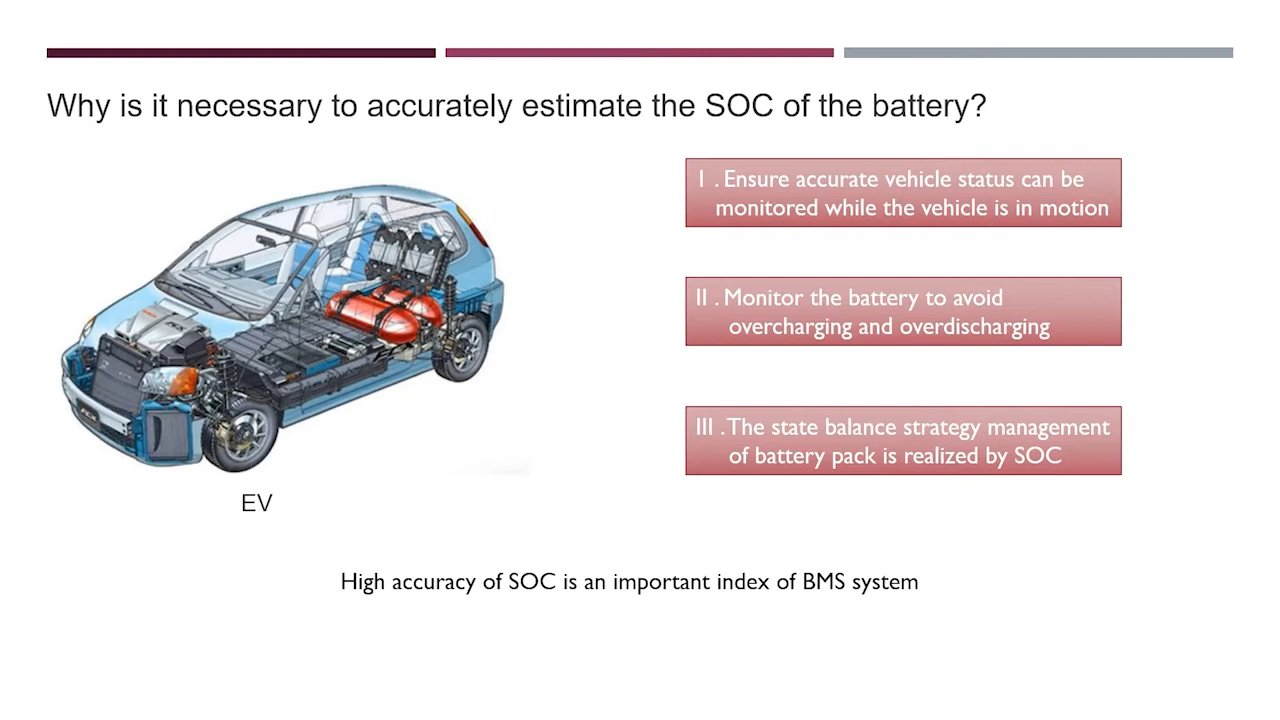 Why is it necessary to accurately estimate the SOC of the battery?
I . Ensure accurate vehicle status can be
monitored while the vehicle is in motion
II . Monitor the battery to avoid
overcharging and overdischarging
III . The state balance strategy management
of battery pack is realized by SOC
FCX
EV
High accuracy of SOC is an important index of BMS system